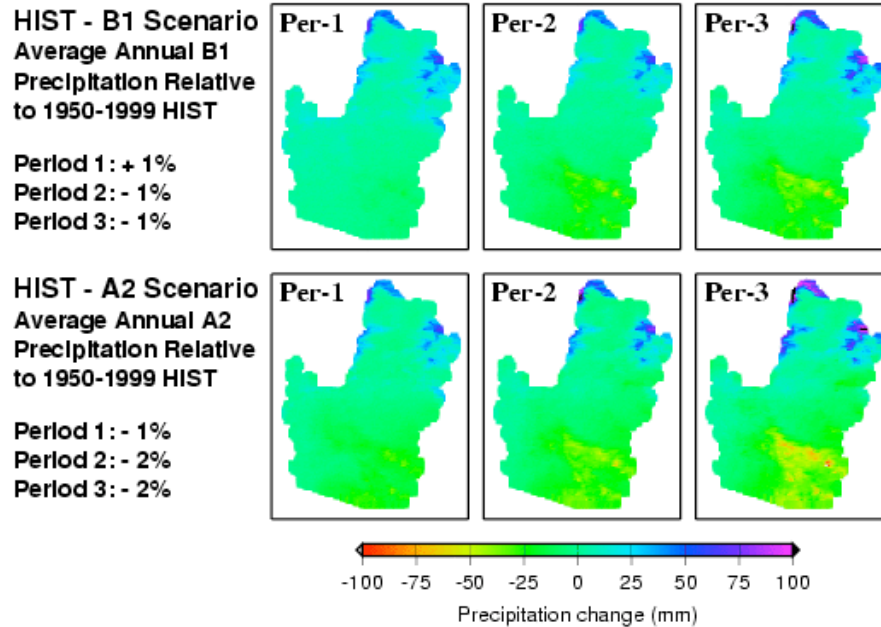 HIST - B1 Scenario
Average Annual B1
Precipitation Relative
to 1950-1999 HIST
Period 1: + 1%
Period 2: - 1%
Period 3: - 1%
Per-1
Per-2
Per-3
HIST - A2 Scenario
Average Annual A2
Precipitation Relative
to 1950-1999 HIST
Period 1: - 1%
Period 2: - 2%
Period 3: - 2%
Per-1
Per-2
Per-3
-100 -75 -50 -25 0 25 50 75 100
Precipitation change (mm)